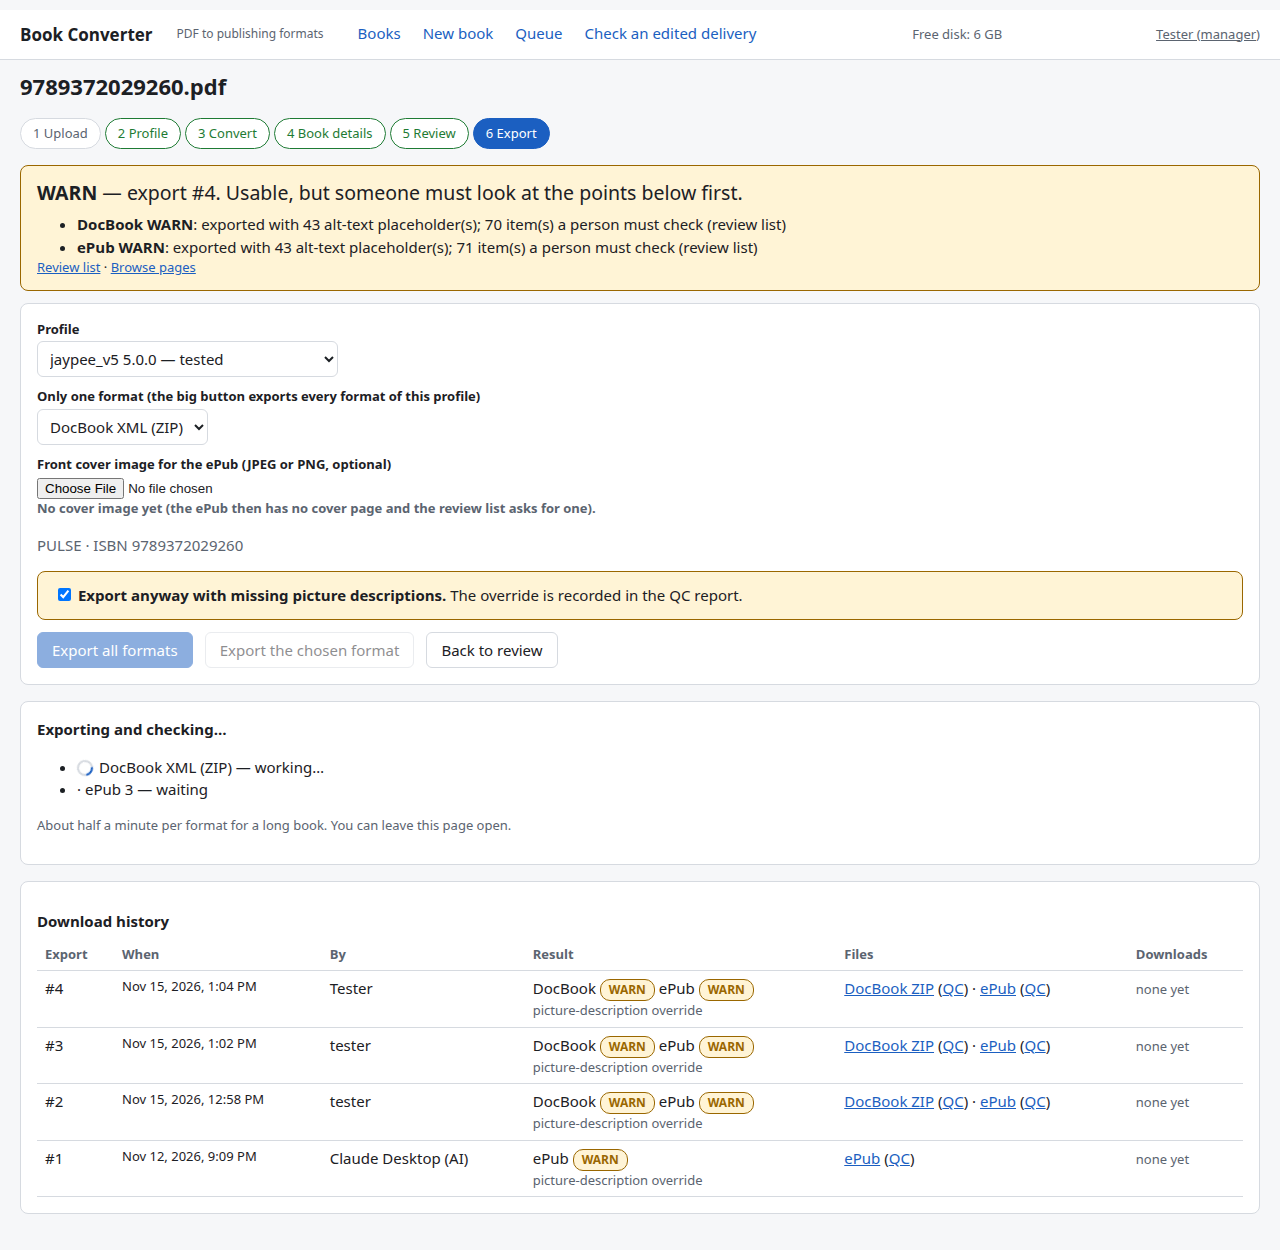 Book Converter PDF to publishing formats Books New book Queue Check an edited delivery Free disk: 6 GB Tester (manager)
9789372029260.pdf
1 Upload 2 Profile 3 Convert 4 Book details 5 Review 6 Export
WARN — export #4. Usable, but someone must look at the points below first.
• DocBook WARN: exported with 43 alt-text placeholder(s); 70 item(s) a person must check (review list)
• ePub WARN: exported with 43 alt-text placeholder(s); 71 item(s) a person must check (review list)
Review list · Browse pages
Profile
jaypee_v5 5.0.0 — tested
Only one format (the big button exports every format of this profile)
DocBook XML (ZIP)
Front cover image for the ePub (JPEG or PNG, optional)
Choose File No file chosen
No cover image yet (the ePub then has no cover page and the review list asks for one).
PULSE · ISBN 9789372029260
Export anyway with missing picture descriptions. The override is recorded in the QC report.
Export all formats Export the chosen format Back to review
Exporting and checking...
• DocBook XML (ZIP) — working...
• · ePub 3 — waiting
About half a minute per format for a long book. You can leave this page open.
Download history
Export When By Result Files Downloads
#4 Nov 15, 2026, 1:04 PM Tester DocBook WARN ePub WARN DocBook ZIP (QC) · ePub (QC) none yet
picture-description override
#3 Nov 15, 2026, 1:02 PM tester DocBook WARN ePub WARN DocBook ZIP (QC) · ePub (QC) none yet
picture-description override
#2 Nov 15, 2026, 12:58 PM tester DocBook WARN ePub WARN DocBook ZIP (QC) · ePub (QC) none yet
picture-description override
#1 Nov 12, 2026, 9:09 PM Claude Desktop (AI) ePub WARN ePub (QC) none yet
picture-description override